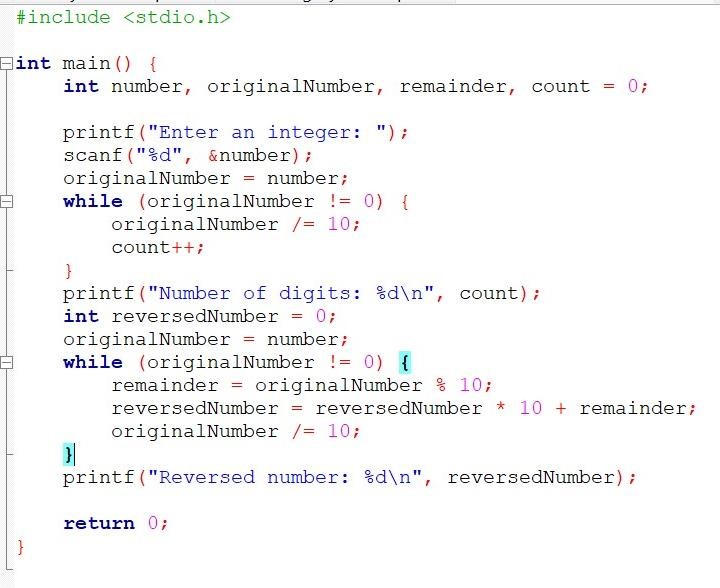 #include <stdio.h>
int main() {
int number, originalNumber, remainder, count = 0;
printf("Enter an integer: ");
scanf("%d", &number);
originalNumber = number;
while (originalNumber != 0) {
originalNumber /= 10;
count++;
}
printf("Number of digits: %d\n", count);
int reversedNumber = 0;
originalNumber = number;
while (originalNumber != 0) {
remainder = originalNumber % 10;
reversedNumber = reversedNumber * 10 + remainder;
originalNumber /= 10;
}
printf("Reversed number: %d\n", reversedNumber);
return 0;
}